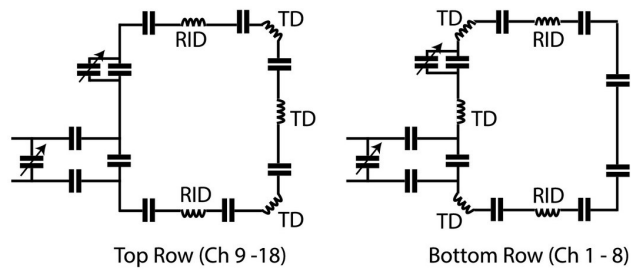 TD
RID
TD
RID
TD
TD
TD
RID
RID
TD
Top Row (Ch 9 -18)
Bottom Row (Ch 1 - 8)